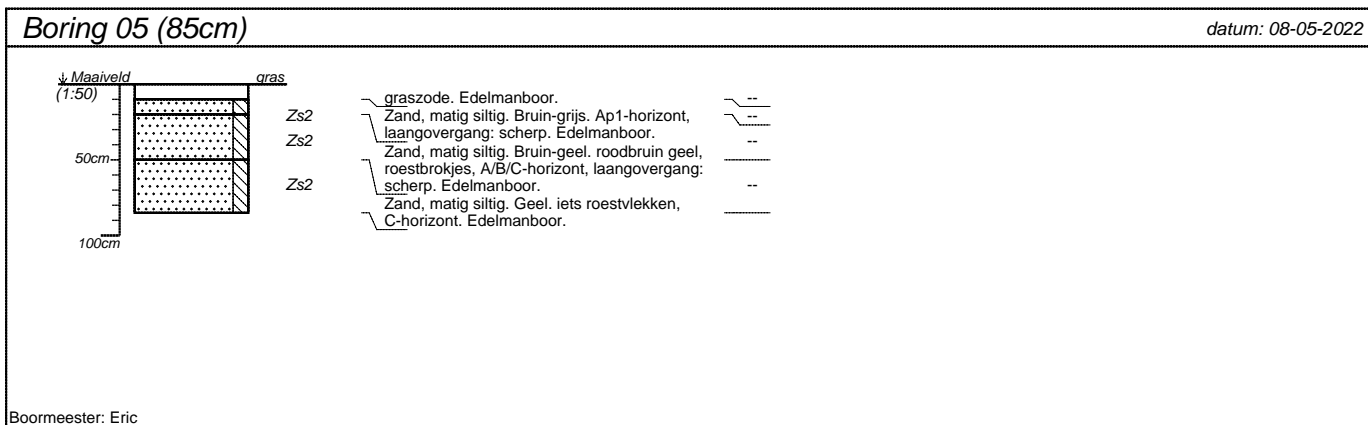 Boring 05 (85cm)
datum: 08-05-2022
Maaiveld
gras
(1:50)
graszode. Edelmanboor.
--
Zs2
Zand, matig siltig. Bruin-grijs. Ap1-horizont,
--
laangovergang: scherp. Edelmanboor.
Zs2
--
Zand, matig siltig. Bruin-geel. roodbruin geel,
50cm
roestbrokjes, A/B/C-horizont, laangovergang:
Zs2
scherp. Edelmanboor.
--
Zand, matig siltig. Geel. iets roestvlekken,
C-horizont. Edelmanboor.
100cm
Boormeester: Eric